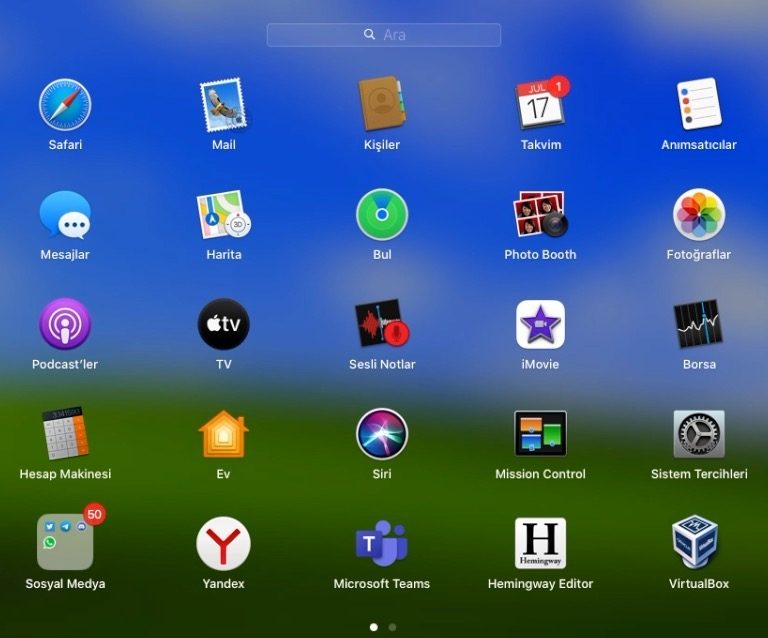 Ara
Safari
Mail
Kişiler
JUL
1
17
Takvim
Anımsatıcılar
Mesajlar
3D
Harita
Bul
Photo Booth
Fotoğraflar
Podcast’ler
tv
TV
Sesli Notlar
iMovie
Borsa
Hesap Makinesi
Ev
Siri
Mission Control
Sistem Tercihleri
50
Sosyal Medya
Y
Yandex
T
Microsoft Teams
H
Hemingway
Hemingway Editor
VirtualBox